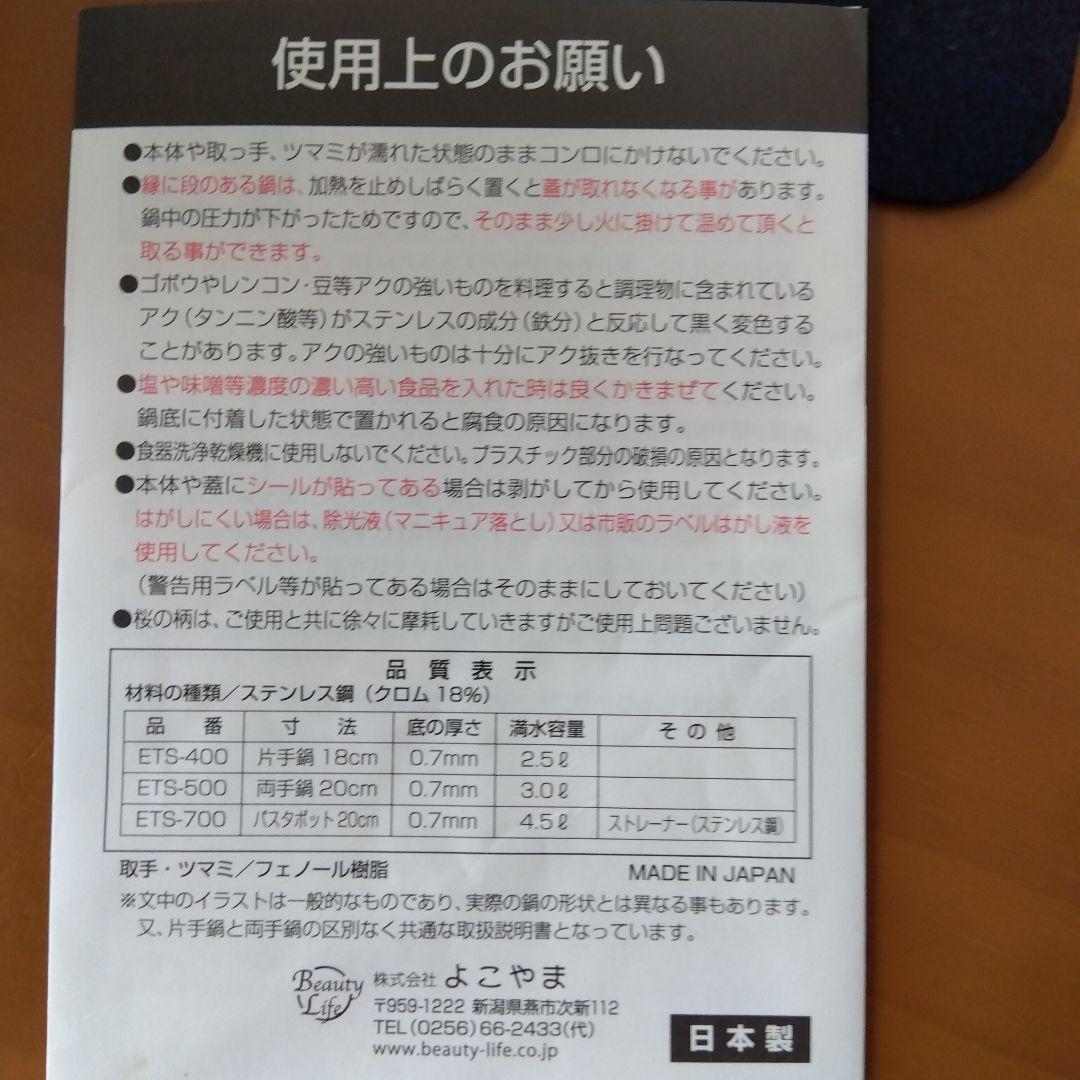 使用上のお願い
●本体や取っ手、ツマミが濡れた状態のままコンロにかけないでください。
●縁に段のある鍋は、加熱を止めしばらく置くと蓋が取れなくなる事があります。
鍋中の圧力が下がったためですので、そのまま少し火に掛けて温めて頂くと
取る事ができます。
●ゴボウやレンコン・豆等アクの強いものを料理すると調理物に含まれている
アク(タンニン酸等)がステンレスの成分(鉄分)と反応して黒く変色する
ことがあります。アクの強いものは十分にアク抜きを行なってください。
●塩や味噌等濃度の濃い高い食品を入れた時は良くかきまぜてください。
鍋底に付着した状態で置かれると腐食の原因になります。
●食器洗浄乾燥機に使用しないでください。プラスチック部分の破損の原因となります。
●本体や蓋にシールが貼ってある場合は剥がしてから使用してください。
はがしにくい場合は、除光液(マニキュア落とし)又は市販のラベルはがし液を
使用してください。
(警告用ラベル等が貼ってある場合はそのままにしておいてください)
●桜の柄は、ご使用と共に徐々に摩耗していきますがご使用上問題ございません。
品質表示
材料の種類/ステンレス鋼(クロム18%)
品番 寸法 底の厚さ 満水容量 その他
ETS-400 片手鍋 18cm 0.7mm 2.5ℓ
ETS-500 両手鍋 20cm 0.7mm 3.0ℓ
ETS-700 パスタポット20cm 0.7mm 4.5ℓ ストレーナー(ステンレス鋼)
取手・ツマミ/フェノール樹脂 MADE IN JAPAN
※文中のイラストは一般的なものであり、実際の鍋の形状とは異なる事もあります。
又、片手鍋と両手鍋の区別なく共通な取扱説明書となっています。
Beauty Life 株式会社 よこやま
〒959-1222 新潟県燕市次新112
TEL(0256)66-2433(代)
www.beauty-life.co.jp
日本製